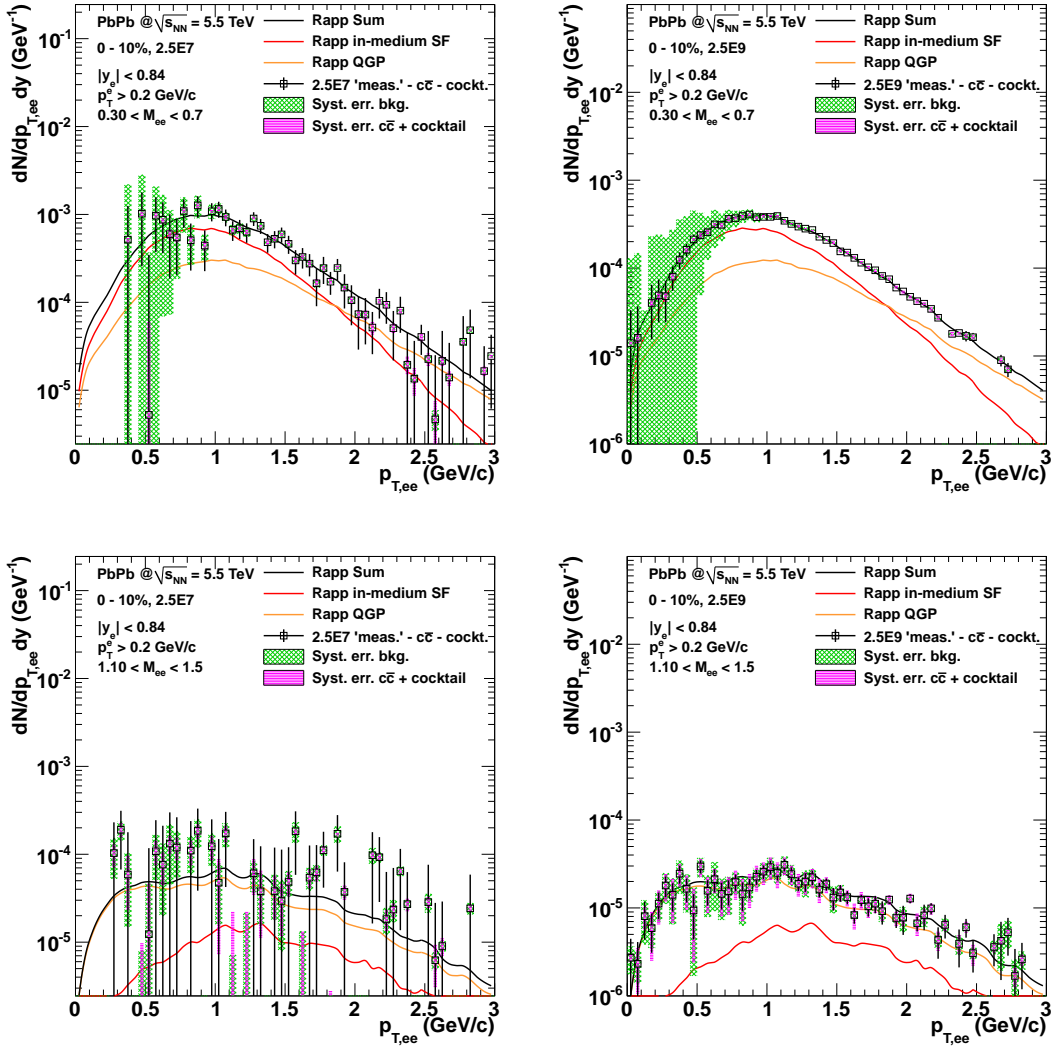 dN/dp_T,ee dy (GeV⁻¹)
PbPb @ √s_NN = 5.5 TeV
0 - 10%, 2.5E7
|y_e| < 0.84
p_T^e > 0.2 GeV/c
0.30 < M_ee < 0.7
Rapp Sum
Rapp in-medium SF
Rapp QGP
2.5E7 'meas.' - cc̅ - cockt.
Syst. err. bkg.
Syst. err. cc̅ + cocktail
10⁻¹
10⁻²
10⁻³
10⁻⁴
10⁻⁵
0 0.5 1 1.5 2 2.5 3
p_T,ee (GeV/c)
dN/dp_T,ee dy (GeV⁻¹)
PbPb @ √s_NN = 5.5 TeV
0 - 10%, 2.5E9
|y_e| < 0.84
p_T^e > 0.2 GeV/c
0.30 < M_ee < 0.7
Rapp Sum
Rapp in-medium SF
Rapp QGP
2.5E9 'meas.' - cc̅ - cockt.
Syst. err. bkg.
Syst. err. cc̅ + cocktail
10⁻²
10⁻³
10⁻⁴
10⁻⁵
10⁻⁶
0 0.5 1 1.5 2 2.5 3
p_T,ee (GeV/c)
dN/dp_T,ee dy (GeV⁻¹)
PbPb @ √s_NN = 5.5 TeV
0 - 10%, 2.5E7
|y_e| < 0.84
p_T^e > 0.2 GeV/c
1.10 < M_ee < 1.5
Rapp Sum
Rapp in-medium SF
Rapp QGP
2.5E7 'meas.' - cc̅ - cockt.
Syst. err. bkg.
Syst. err. cc̅ + cocktail
10⁻¹
10⁻²
10⁻³
10⁻⁴
10⁻⁵
0 0.5 1 1.5 2 2.5 3
p_T,ee (GeV/c)
dN/dp_T,ee dy (GeV⁻¹)
PbPb @ √s_NN = 5.5 TeV
0 - 10%, 2.5E9
|y_e| < 0.84
p_T^e > 0.2 GeV/c
1.10 < M_ee < 1.5
Rapp Sum
Rapp in-medium SF
Rapp QGP
2.5E9 'meas.' - cc̅ - cockt.
Syst. err. bkg.
Syst. err. cc̅ + cocktail
10⁻²
10⁻³
10⁻⁴
10⁻⁵
10⁻⁶
0 0.5 1 1.5 2 2.5 3
p_T,ee (GeV/c)